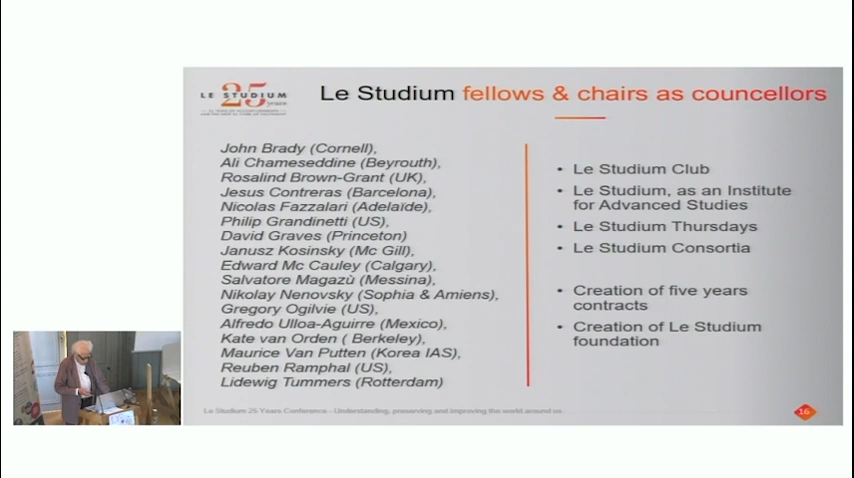 LE STUDIUM
25
years
Le Studium fellows & chairs as councellors
John Brady (Cornell),
Ali Chameseddine (Beyrouth),
Rosalind Brown-Grant (UK),
Jesus Contreras (Barcelona),
Nicolas Fazzalari (Adelaïde),
Philip Grandinetti (US),
David Graves (Princeton)
Janusz Kosinsky (Mc Gill),
Edward Mc Cauley (Calgary),
Salvatore Magazù (Messina),
Nikolay Nenovsky (Sophia & Amiens),
Gregory Ogilvie (US),
Alfredo Ulloa-Aguirre (Mexico),
Kate van Orden ( Berkeley),
Maurice Van Putten (Korea IAS),
Reuben Ramphal (US),
Lidewig Tummers (Rotterdam)
• Le Studium Club
• Le Studium, as an Institute
for Advanced Studies
• Le Studium Thursdays
• Le Studium Consortia
• Creation of five years
contracts
• Creation of Le Studium
foundation
Le Studium 25 Years Conference - Understanding, preserving and improving the world around us
16